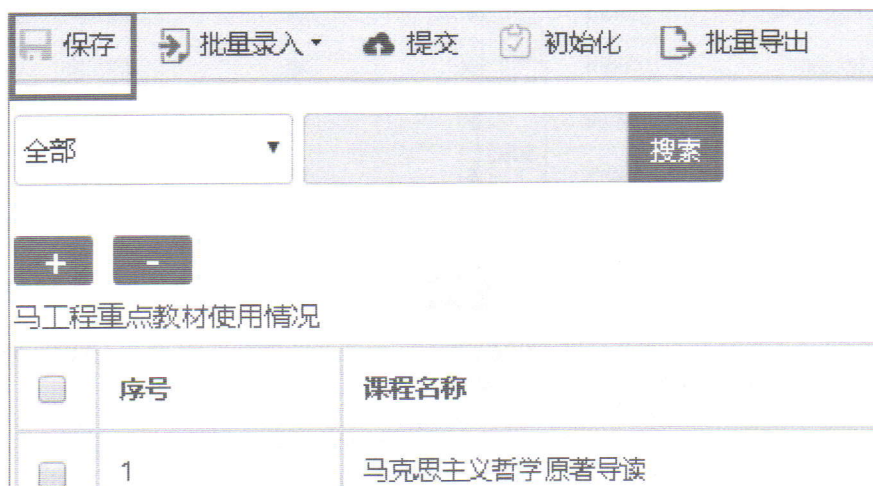 保存 批量录入 提交 初始化 批量导出
全部 搜索
+ -
马工程重点教材使用情况
序号 课程名称
1 马克思主义哲学原著导读